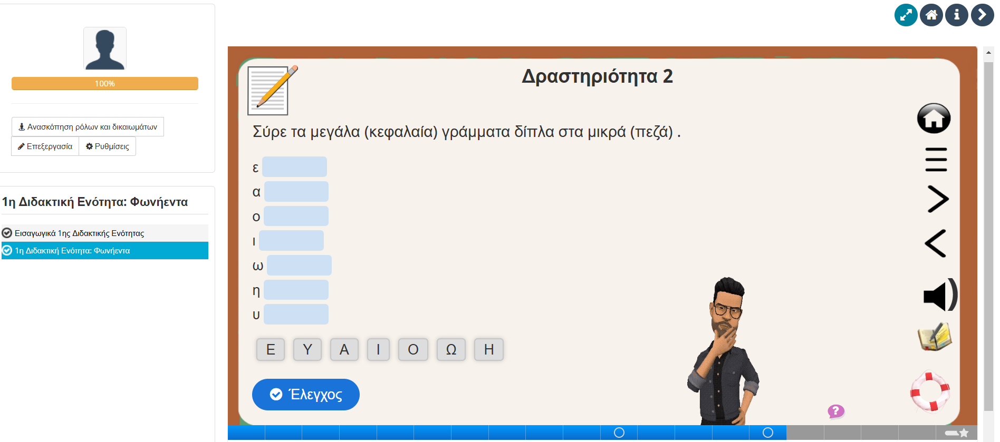 100%
Ανασκόπηση ρόλων και δικαιωμάτων
Επεξεργασία Ρυθμίσεις
1η Διδακτική Ενότητα: Φωνήεντα
Εισαγωγικά 1ης Διδακτικής Ενότητας
1η Διδακτική Ενότητα: Φωνήεντα
Δραστηριότητα 2
Σύρε τα μεγάλα (κεφαλαία) γράμματα δίπλα στα μικρά (πεζά) .
ε
α
ο
ι
ω
η
υ
Ε Υ Α Ι Ο Ω Η
Έλεγχος
?